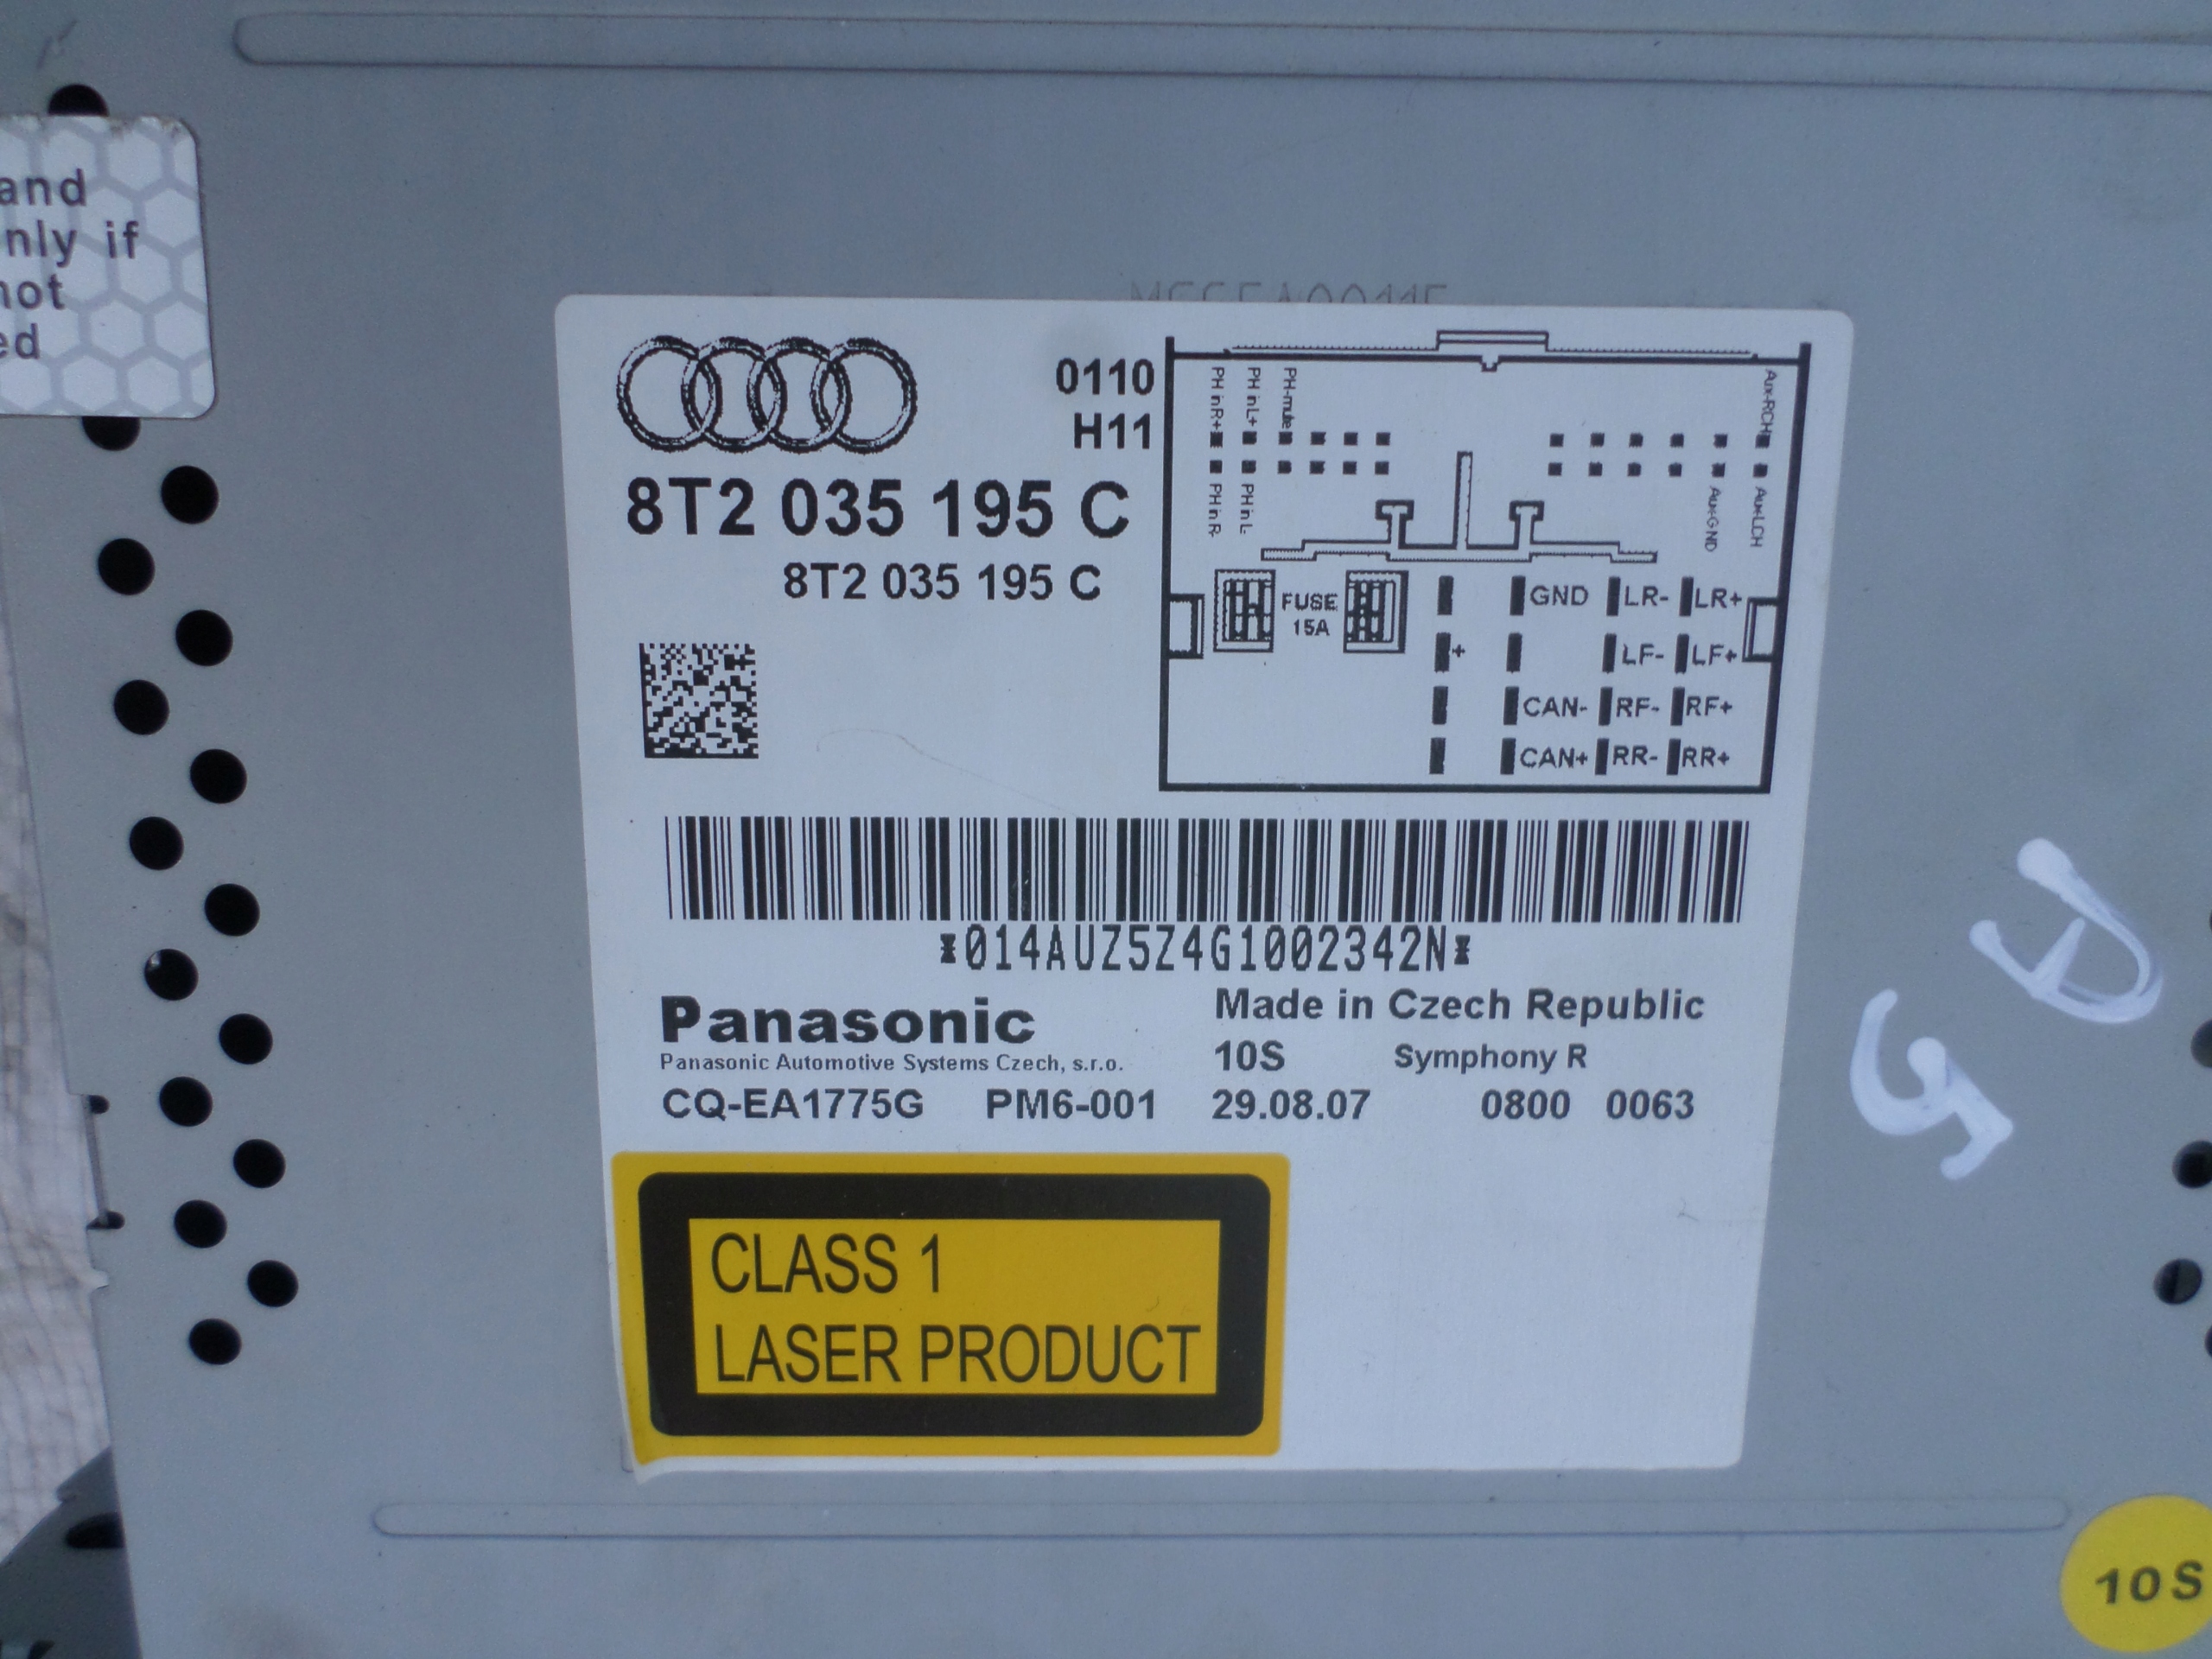 and
nly if
not
ed
0110
H11
8T2 035 195 C
8T2 035 195 C
PH inR+
PH inL+
PH-mute
Aux-RCH
PH inR-
PH inL-
Aux-GND
Aux-LCH
FUSE
15A
GND LR- LR+
+ LF- LF+
CAN- RF- RF+
CAN+ RR- RR+
*014AUZ5Z4G1002342N*
Panasonic
Made in Czech Republic
Panasonic Automotive Systems Czech, s.r.o.
10S Symphony R
CQ-EA1775G PM6-001 29.08.07 0800 0063
CLASS 1
LASER PRODUCT
10S